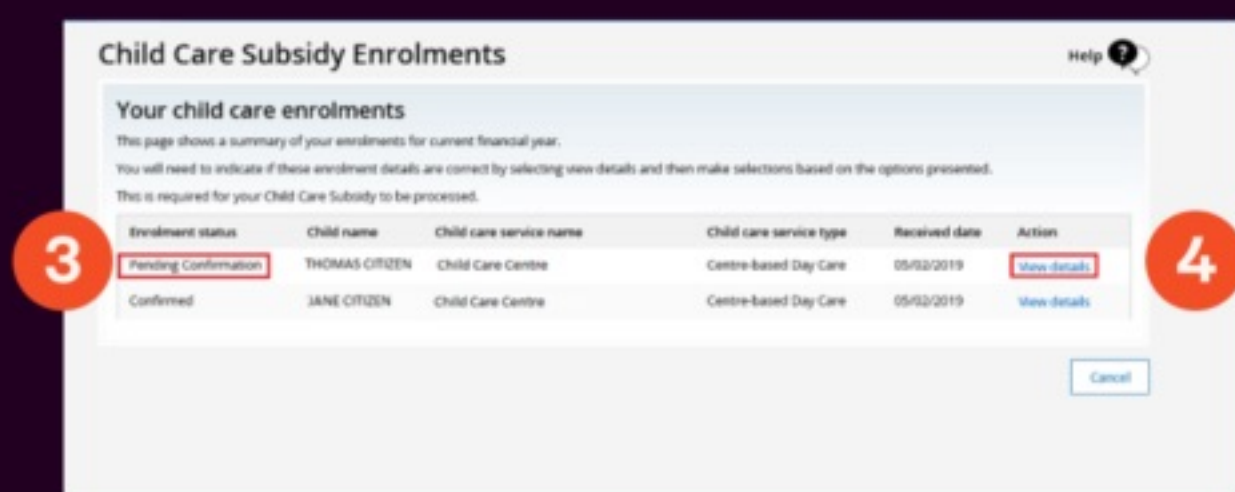 Child Care Subsidy Enrolments
Help ?
Your child care enrolments
This page shows a summary of your enrolments for current financial year.
You will need to indicate if these enrolment details are correct by selecting view details and then make selections based on the options presented.
This is required for your Child Care Subsidy to be processed.
Enrolment status Child name Child care service name Child care service type Received date Action
3 Pending Confirmation THOMAS CITIZEN Child Care Centre Centre-based Day Care 05/02/2019 View details 4
Confirmed JANE CITIZEN Child Care Centre Centre-based Day Care 05/02/2019 View details
Cancel